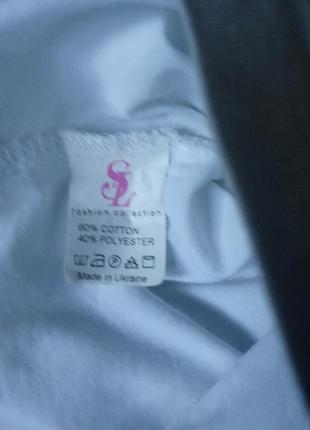 SL
fashion collection
60% COTTON
40% POLYESTER
Made in Ukraine